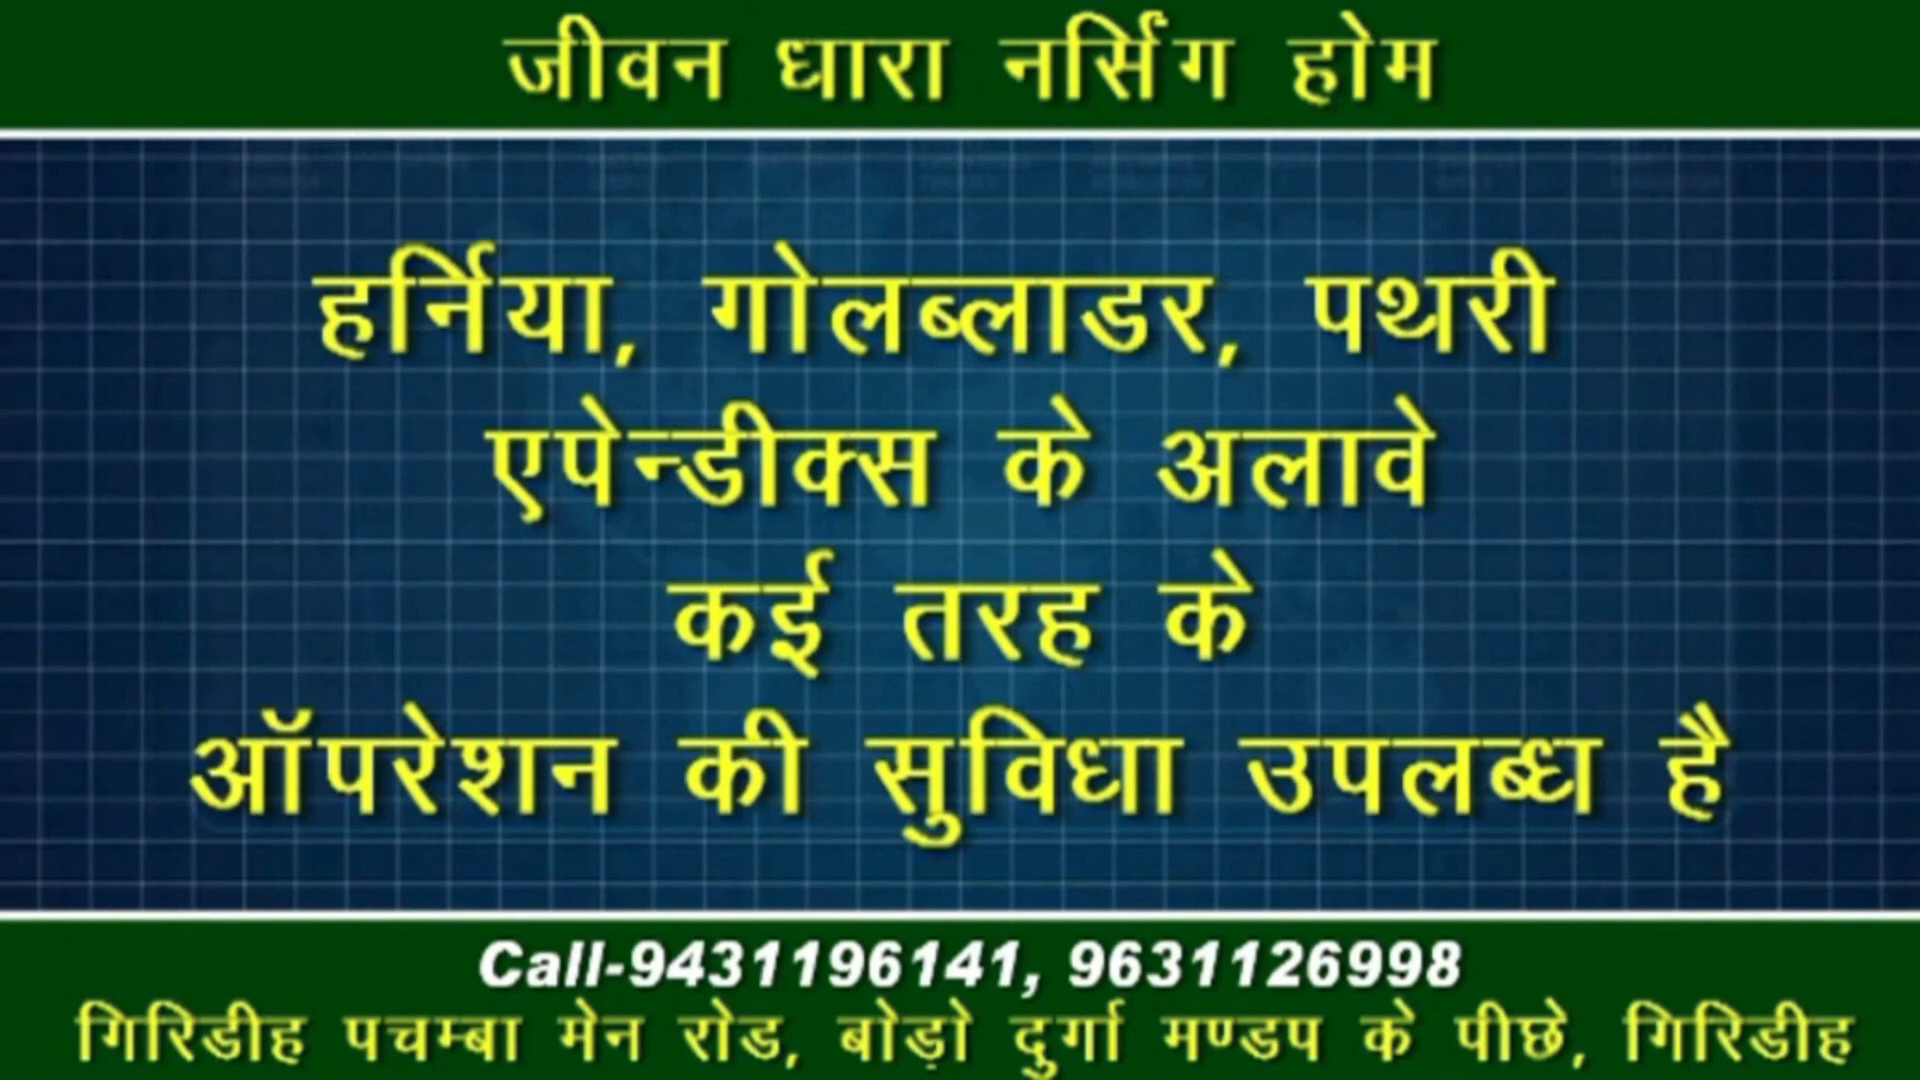 जीवन धारा नर्सिंग होम
हर्निया, गोलब्लाडर, पथरी
एपेन्डीक्स के अलावे
कई तरह के
ऑपरेशन की सुविधा उपलब्ध है
Call-9431196141, 9631126998
गिरिडीह पचम्बा मेन रोड, बोड़ो दुर्गा मण्डप के पीछे, गिरिडीह